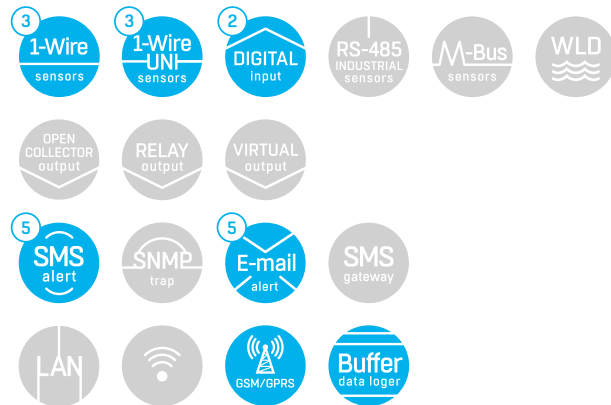 3
1-Wire
sensors
3
1-Wire
UNI
sensors
2
DIGITAL
input
RS-485
INDUSTRIAL
sensors
M-Bus
sensors
WLD
OPEN
COLLECTOR
output
RELAY
output
VIRTUAL
output
5
SMS
alert
SNMP
trap
5
E-mail
alert
SMS
gateway
LAN
GSM/GPRS
Buffer
data loger